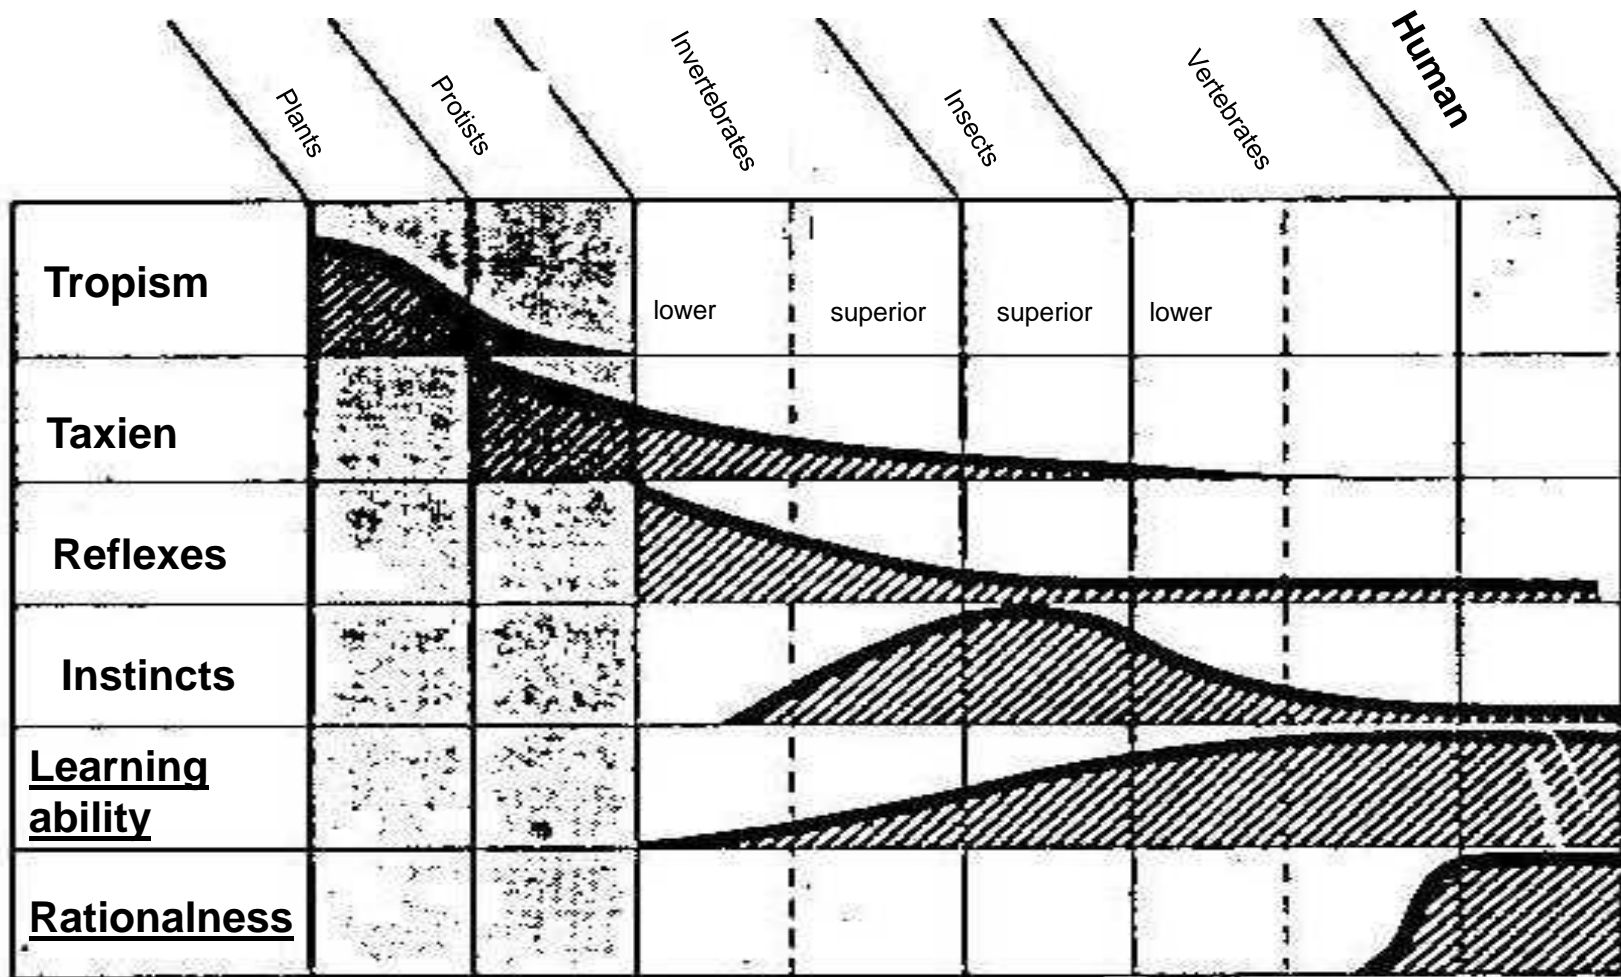 Plants
Protists
Invertebrates
Insects
Vertebrates
Human
Tropism
lower
superior
superior
lower
Taxien
Reflexes
Instincts
Learning
ability
Rationalness